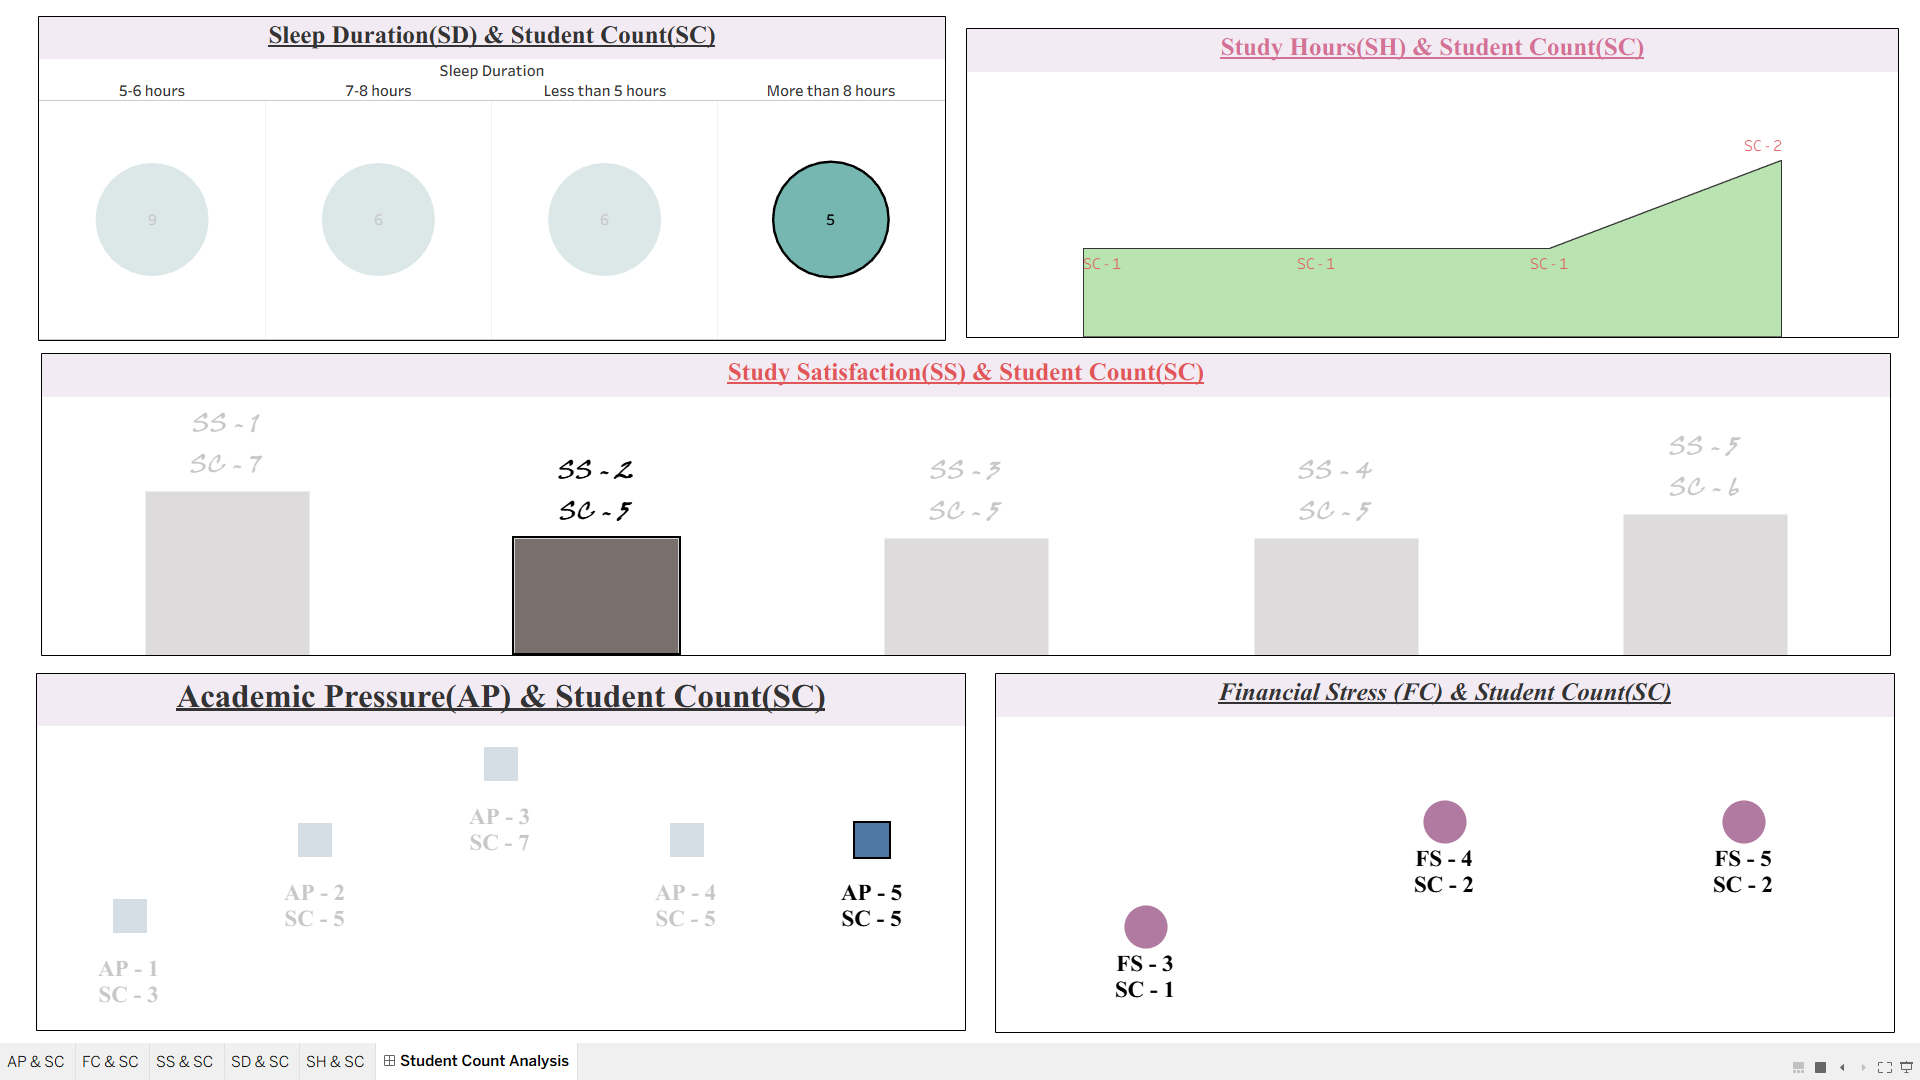 Sleep Duration(SD) & Student Count(SC)
Sleep Duration
5-6 hours
7-8 hours
Less than 5 hours
More than 8 hours
9
6
6
5
Study Hours(SH) & Student Count(SC)
SC - 1
SC - 1
SC - 1
SC - 2
Study Satisfaction(SS) & Student Count(SC)
SS - 1
SC - 7
SS - 2
SC - 5
SS - 3
SC - 5
SS - 4
SC - 5
SS - 5
SC - 6
Academic Pressure(AP) & Student Count(SC)
AP - 1
SC - 3
AP - 2
SC - 5
AP - 3
SC - 7
AP - 4
SC - 5
AP - 5
SC - 5
Financial Stress (FC) & Student Count(SC)
FS - 3
SC - 1
FS - 4
SC - 2
FS - 5
SC - 2
AP & SC
FC & SC
SS & SC
SD & SC
SH & SC
Student Count Analysis